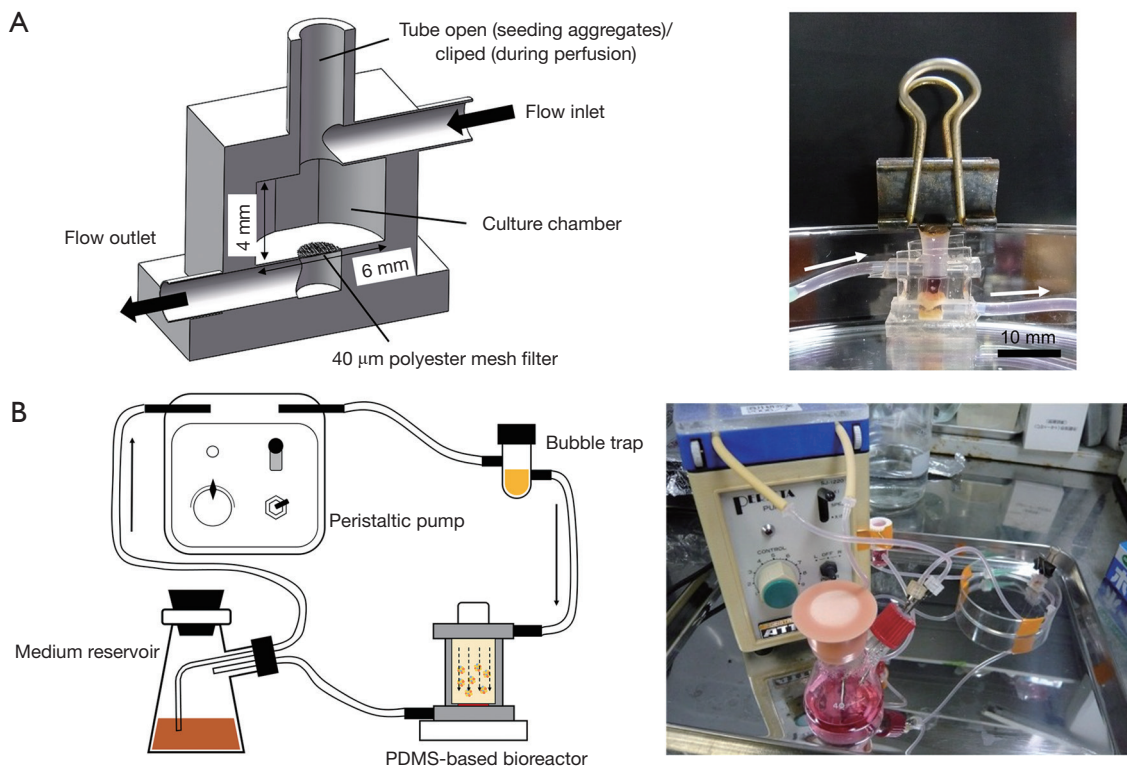 A
Tube open (seeding aggregates)/
cliped (during perfusion)
Flow inlet
Culture chamber
Flow outlet
4 mm
6 mm
40 µm polyester mesh filter
10 mm
B
Bubble trap
Peristaltic pump
Medium reservoir
PDMS-based bioreactor
CONTROL